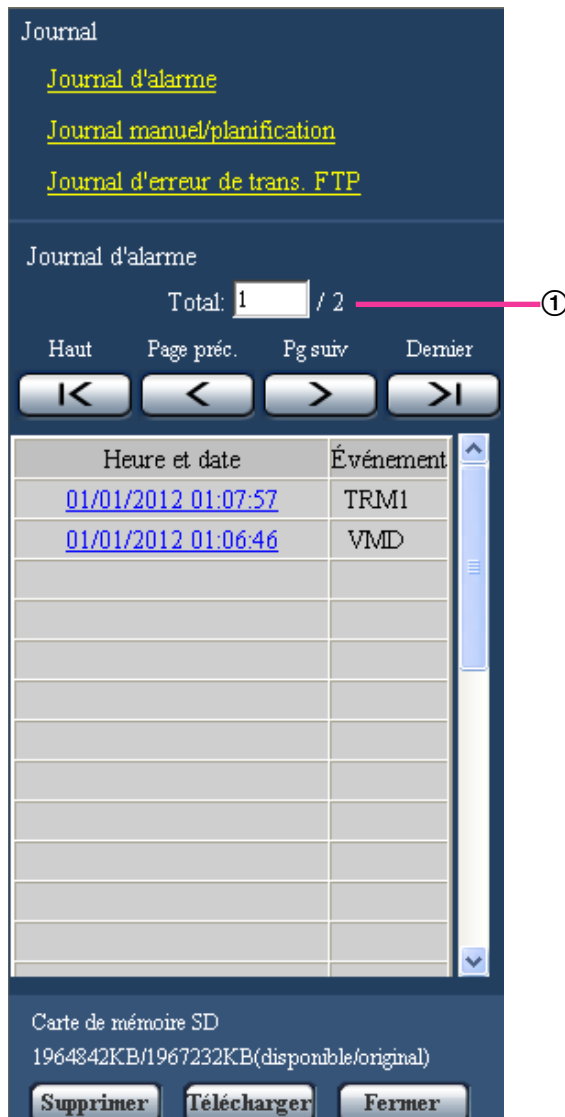 Journal
Journal d'alarme
Journal manuel/planification
Journal d'erreur de trans. FTP
Journal d'alarme
Total: 1 / 2 ①
Haut Page préc. Pg suiv Dernier
Heure et date Événement
01/01/2012 01:07:57 TRM1
01/01/2012 01:06:46 VMD
Carte de mémoire SD
1964842KB/1967232KB(disponible/original)
Supprimer Télécharger Fermer